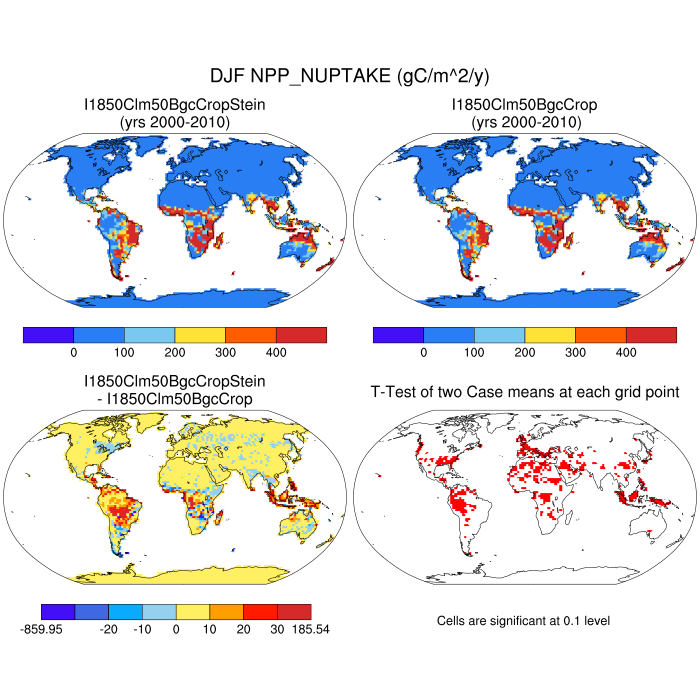 DJF NPP_NUPTAKE (gC/m^2/y)
I1850Clm50BgcCropStein
(yrs 2000-2010)
I1850Clm50BgcCrop
(yrs 2000-2010)
0 100 200 300 400
0 100 200 300 400
I1850Clm50BgcCropStein
- I1850Clm50BgcCrop
T-Test of two Case means at each grid point
-859.95 -20 -10 0 10 20 30 185.54
Cells are significant at 0.1 level